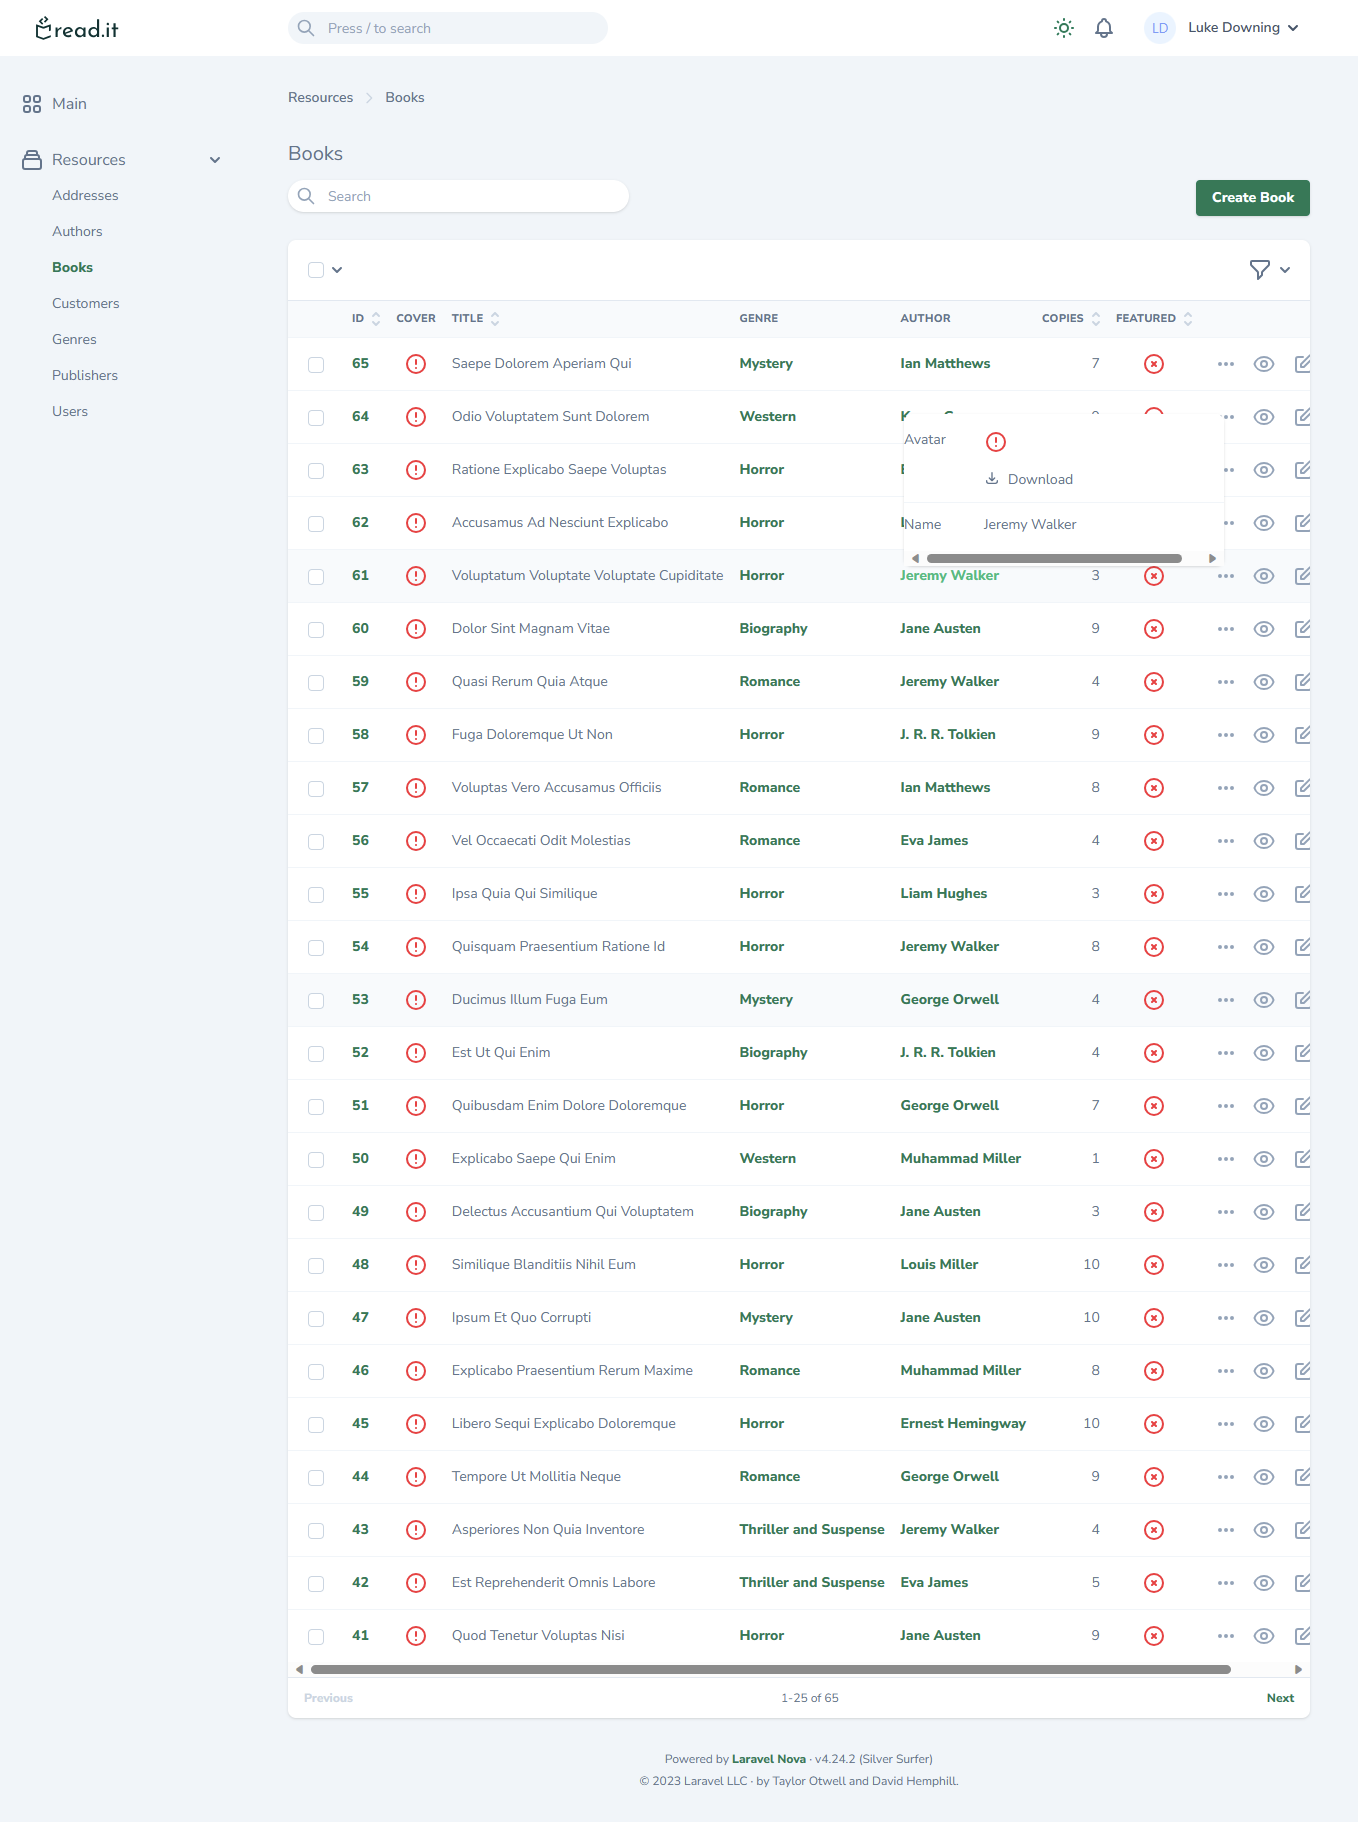 read.it
Press / to search
LD
Luke Downing
Main
Resources
Addresses
Authors
Books
Customers
Genres
Publishers
Users
Resources
Books
Books
Search
Create Book
ID COVER TITLE GENRE AUTHOR COPIES FEATURED
65 Saepe Dolorem Aperiam Qui Mystery Ian Matthews 7
64 Odio Voluptatem Sunt Dolorem Western
63 Ratione Explicabo Saepe Voluptas Horror
62 Accusamus Ad Nesciunt Explicabo Horror
Avatar
Download
Name Jeremy Walker
61 Voluptatum Voluptate Voluptate Cupiditate Horror Jeremy Walker 3
60 Dolor Sint Magnam Vitae Biography Jane Austen 9
59 Quasi Rerum Quia Atque Romance Jeremy Walker 4
58 Fuga Doloremque Ut Non Horror J. R. R. Tolkien 9
57 Voluptas Vero Accusamus Officiis Romance Ian Matthews 8
56 Vel Occaecati Odit Molestias Romance Eva James 4
55 Ipsa Quia Qui Similique Horror Liam Hughes 3
54 Quisquam Praesentium Ratione Id Horror Jeremy Walker 8
53 Ducimus Illum Fuga Eum Mystery George Orwell 4
52 Est Ut Qui Enim Biography J. R. R. Tolkien 4
51 Quibusdam Enim Dolore Doloremque Horror George Orwell 7
50 Explicabo Saepe Qui Enim Western Muhammad Miller 1
49 Delectus Accusantium Qui Voluptatem Biography Jane Austen 3
48 Similique Blanditiis Nihil Eum Horror Louis Miller 10
47 Ipsum Et Quo Corrupti Mystery Jane Austen 10
46 Explicabo Praesentium Rerum Maxime Romance Muhammad Miller 8
45 Libero Sequi Explicabo Doloremque Horror Ernest Hemingway 10
44 Tempore Ut Mollitia Neque Romance George Orwell 9
43 Asperiores Non Quia Inventore Thriller and Suspense Jeremy Walker 4
42 Est Reprehenderit Omnis Labore Thriller and Suspense Eva James 5
41 Quod Tenetur Voluptas Nisi Horror Jane Austen 9
Previous 1-25 of 65 Next
Powered by Laravel Nova · v4.24.2 (Silver Surfer)
© 2023 Laravel LLC · by Taylor Otwell and David Hemphill.